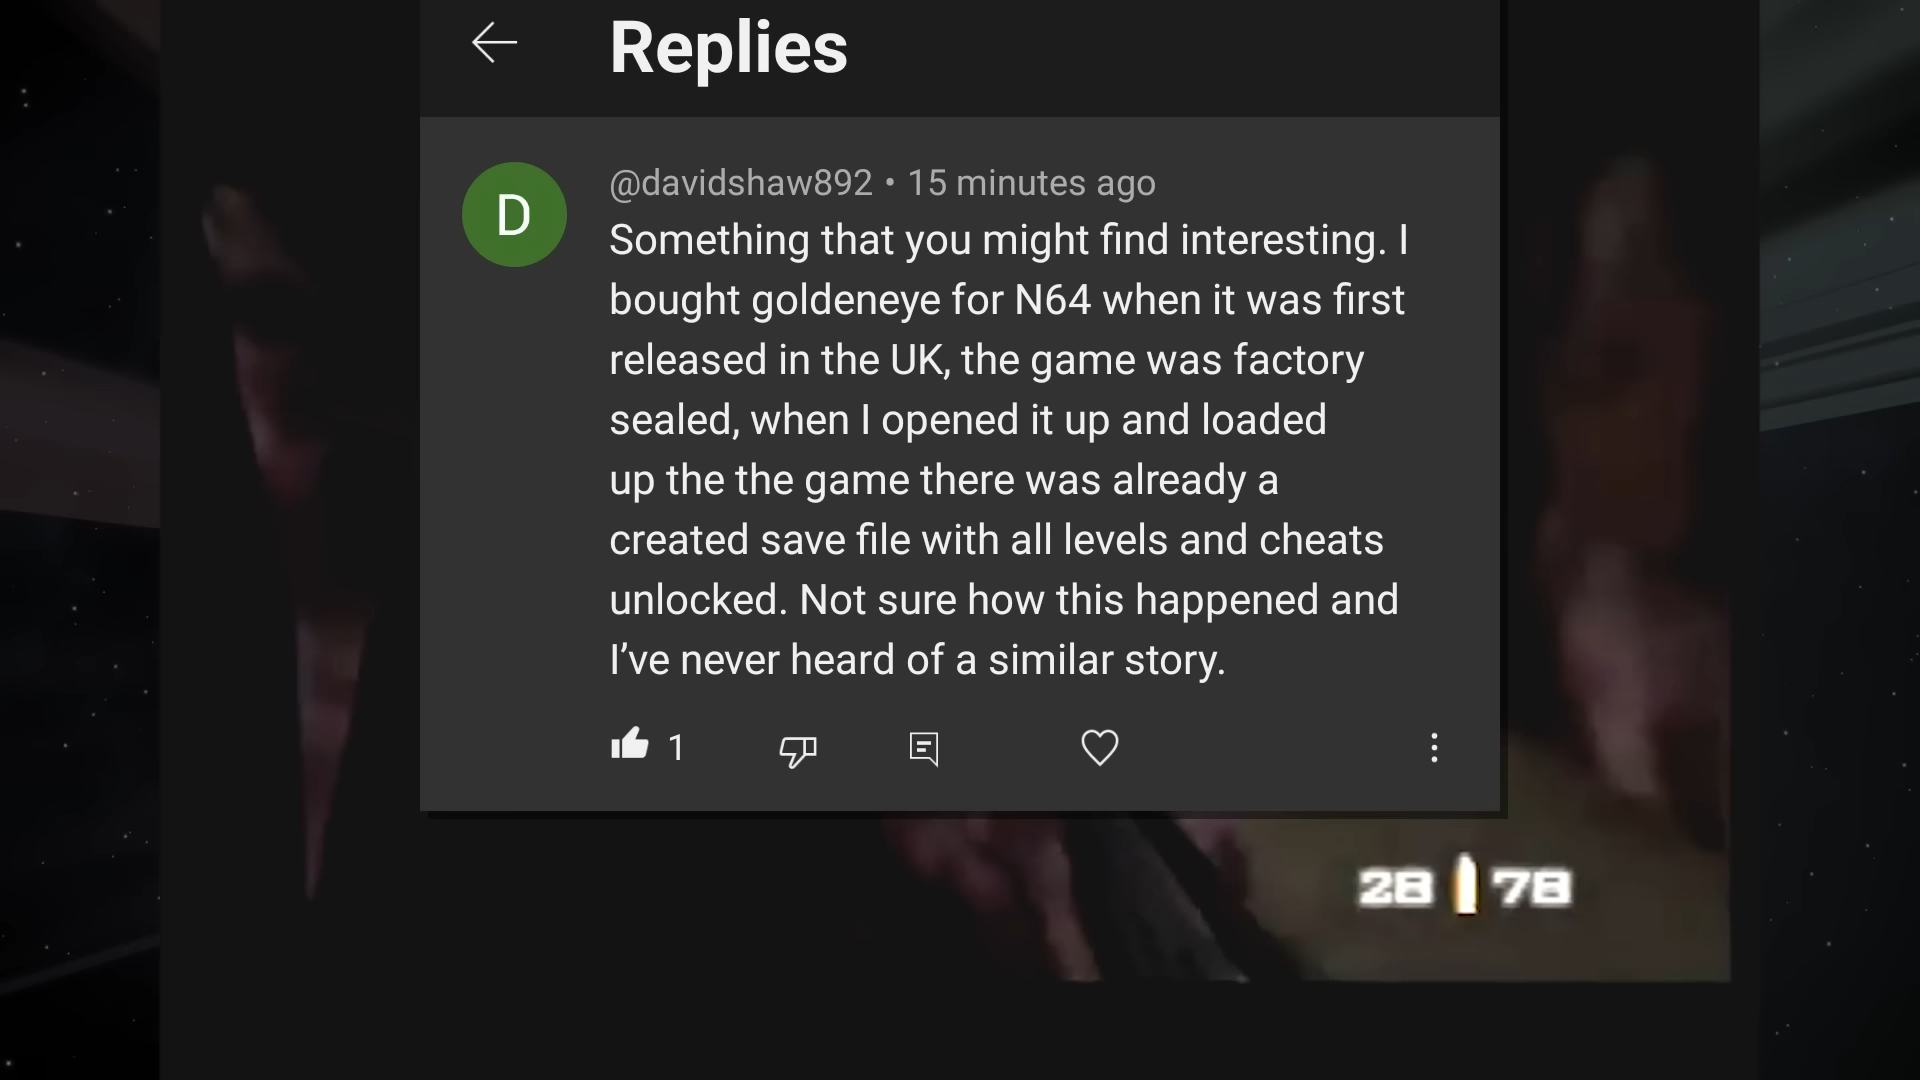 Replies
D
@davidshaw892 • 15 minutes ago
Something that you might find interesting. I
bought goldeneye for N64 when it was first
released in the UK, the game was factory
sealed, when I opened it up and loaded
up the the game there was already a
created save file with all levels and cheats
unlocked. Not sure how this happened and
I’ve never heard of a similar story.
1
28 78